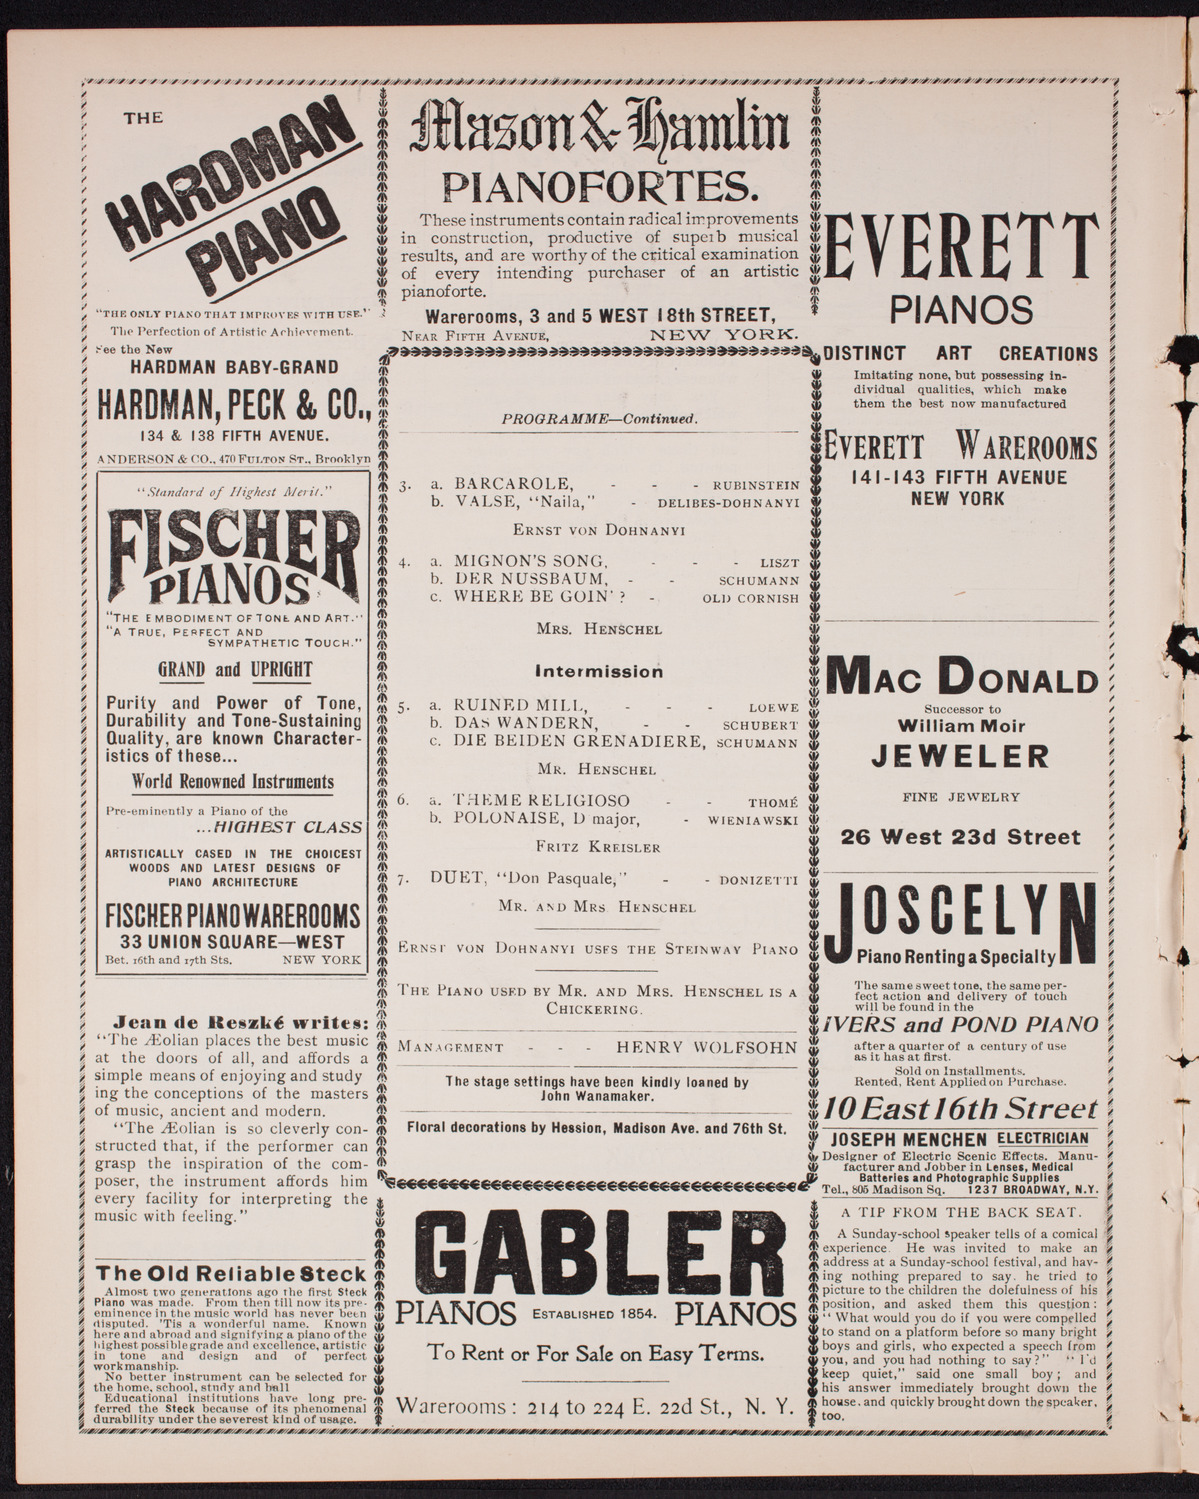 THE
HARDMAN
PIANO
"THE ONLY PIANO THAT IMPROVES WITH USE."
The Perfection of Artistic Achievement.
See the New
HARDMAN BABY-GRAND
HARDMAN, PECK & CO.,
134 & 138 FIFTH AVENUE.
ANDERSON & CO., 470 FULTON ST., Brooklyn
"Standard of Highest Merit."
FISCHER
PIANOS
"THE EMBODIMENT OF TONE AND ART."
"A TRUE, PERFECT AND
SYMPATHETIC TOUCH."
GRAND and UPRIGHT
Purity and Power of Tone,
Durability and Tone-Sustaining
Quality, are known Character-
istics of these...
World Renowned Instruments
Pre-eminently a Piano of the
...HIGHEST CLASS
ARTISTICALLY CASED IN THE CHOICEST
WOODS AND LATEST DESIGNS OF
PIANO ARCHITECTURE
FISCHER PIANO WAREROOMS
33 UNION SQUARE—WEST
Bet. 16th and 17th Sts. NEW YORK
Jean de Reszké writes:
"The Æolian places the best music
at the doors of all, and affords a
simple means of enjoying and study
ing the conceptions of the masters
of music, ancient and modern.
"The Æolian is so cleverly con-
structed that, if the performer can
grasp the inspiration of the com-
poser, the instrument affords him
every facility for interpreting the
music with feeling."
The Old Reliable Steck
Almost two generations ago the first Steck
Piano was made. From then till now its pre-
eminence in the music world has never been
disputed. 'Tis a wonderful name. Known
here and abroad and signifying a piano of the
highest possible grade and excellence, artistic
in tone and design and of perfect
workmanship.
No better instrument can be selected for
the home, school, study and hall
Educational institutions have long pre-
ferred the Steck because of its phenomenal
durability under the severest kind of usage.
Mason & Hamlin
PIANOFORTES.
These instruments contain radical improvements
in construction, productive of superb musical
results, and are worthy of the critical examination
of every intending purchaser of an artistic
pianoforte.
Warerooms, 3 and 5 WEST 18th STREET,
NEAR FIFTH AVENUE, NEW YORK.
PROGRAMME—Continued.
3. a. BARCAROLE, - - - RUBINSTEIN
b. VALSE, "Naila," - DELIBES-DOHNANYI
ERNST VON DOHNANYI
4. a. MIGNON'S SONG, - - - LISZT
b. DER NUSSBAUM, - - SCHUMANN
c. WHERE BE GOIN'? - OLD CORNISH
MRS. HENSCHEL
Intermission
5. a. RUINED MILL, - - - LOEWE
b. DAS WANDERN, - - SCHUBERT
c. DIE BEIDEN GRENADIERE, SCHUMANN
MR. HENSCHEL
6. a. THEME RELIGIOSO - - THOMÉ
b. POLONAISE, D major, - WIENIAWSKI
FRITZ KREISLER
7. DUET, "Don Pasquale," - - DONIZETTI
MR. AND MRS HENSCHEL
ERNST VON DOHNANYI USES THE STEINWAY PIANO
THE PIANO USED BY MR. AND MRS. HENSCHEL IS A
CHICKERING.
MANAGEMENT - - - HENRY WOLFSOHN
The stage settings have been kindly loaned by
John Wanamaker.
Floral decorations by Hession, Madison Ave. and 76th St.
GABLER
PIANOS ESTABLISHED 1854. PIANOS
To Rent or For Sale on Easy Terms.
Warerooms: 214 to 224 E. 22d St., N. Y.
EVERETT
PIANOS
DISTINCT ART CREATIONS
Imitating none, but possessing in-
dividual qualities, which make
them the best now manufactured
EVERETT WAREROOMS
141-143 FIFTH AVENUE
NEW YORK
MAC DONALD
Successor to
William Moir
JEWELER
FINE JEWELRY
26 West 23d Street
JOSCELYN
Piano Renting a Specialty
The same sweet tone, the same per-
fect action and delivery of touch
will be found in the
IVERS and POND PIANO
after a quarter of a century of use
as it has at first.
Sold on Installments.
Rented, Rent Applied on Purchase.
10 East 16th Street
JOSEPH MENCHEN ELECTRICIAN
Designer of Electric Scenic Effects. Manu-
facturer and Jobber in Lenses, Medical
Batteries and Photographic Supplies
Tel., 805 Madison Sq. 1237 BROADWAY, N.Y.
A TIP FROM THE BACK SEAT.
A Sunday-school speaker tells of a comical
experience. He was invited to make an
address at a Sunday-school festival, and hav-
ing nothing prepared to say, he tried to
picture to the children the dolefulness of his
position, and asked them this question:
"What would you do if you were compelled
to stand on a platform before so many bright
boys and girls, who expected a speech from
you, and you had nothing to say?" "I'd
keep quiet," said one small boy; and
his answer immediately brought down the
house, and quickly brought down the speaker,
too.